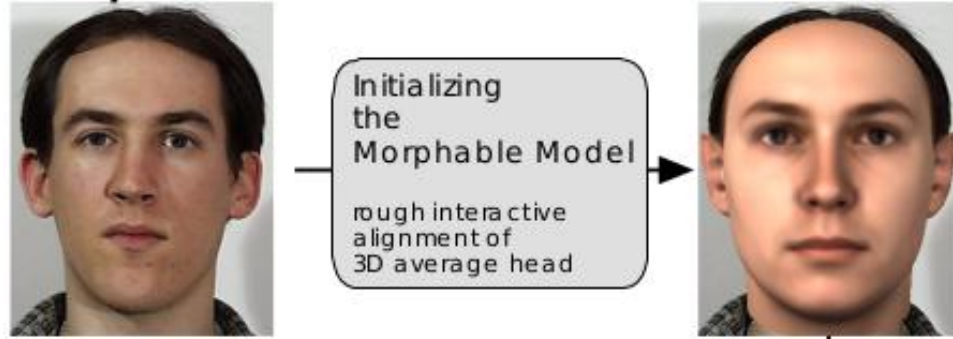 Initializing
the
Morphable Model
rough interactive
alignment of
3D average head